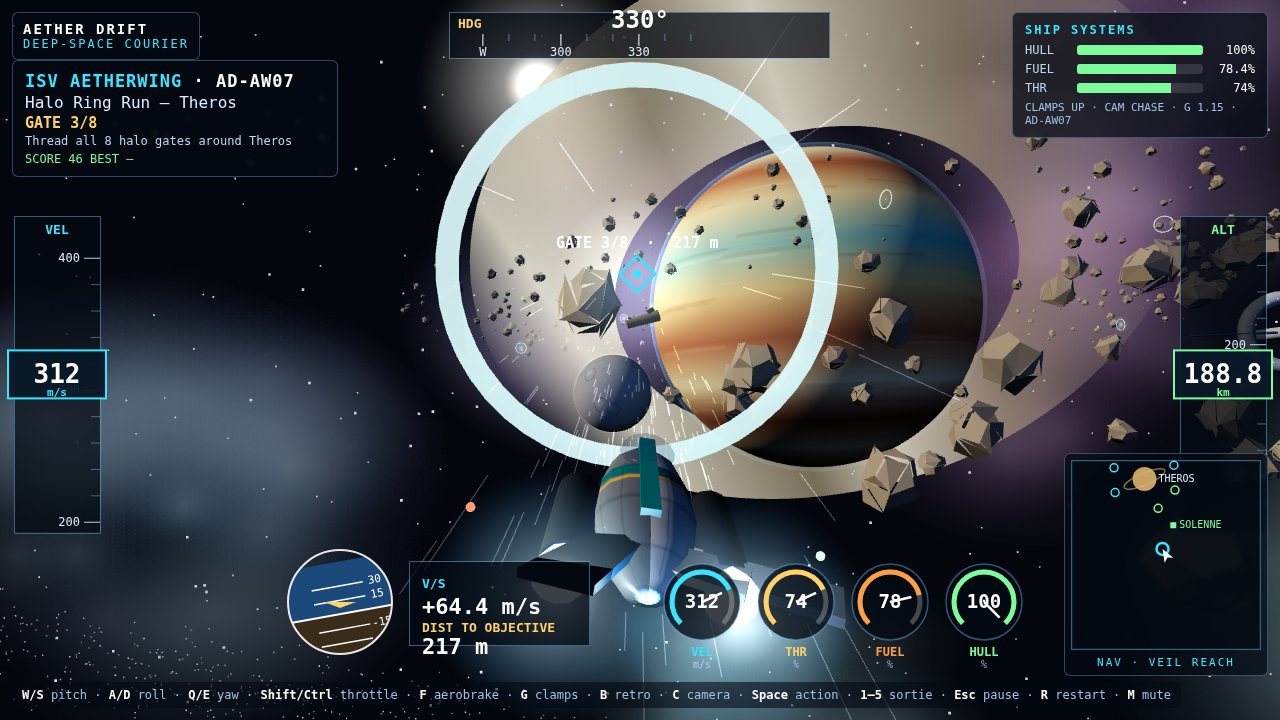 AETHER DRIFT
DEEP-SPACE COURIER
ISV AETHERWING · AD-AW07
Halo Ring Run — Theros
GATE 3/8
Thread all 8 halo gates around Theros
SCORE 46 BEST —
HDG
330°
W 300 330
SHIP SYSTEMS
HULL 100%
FUEL 78.4%
THR 74%
CLAMPS UP · CAM CHASE · G 1.15 ·
AD-AW07
VEL
400
312
m/s
200
GATE 3/8 · 217 m
ALT
200
188.8
km
THEROS
SOLENNE
NAV · VEIL REACH
30
15
-15
V/S
+64.4 m/s
DIST TO OBJECTIVE
217 m
312
VEL
m/s
74
THR
%
78
FUEL
%
100
HULL
%
W/S pitch · A/D roll · Q/E yaw · Shift/Ctrl throttle · F aerobrake · G clamps · B retro · C camera · Space action · 1–5 sortie · Esc pause · R restart · M mute